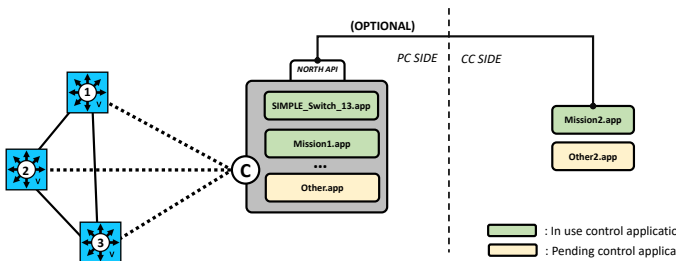 (OPTIONAL)
NORTH API
PC SIDE
CC SIDE
1
V
SIMPLE_Switch_13.app
Mission1.app
...
Other.app
C
2
V
3
V
Mission2.app
Other2.app
: In use control applicatio
: Pending control applica